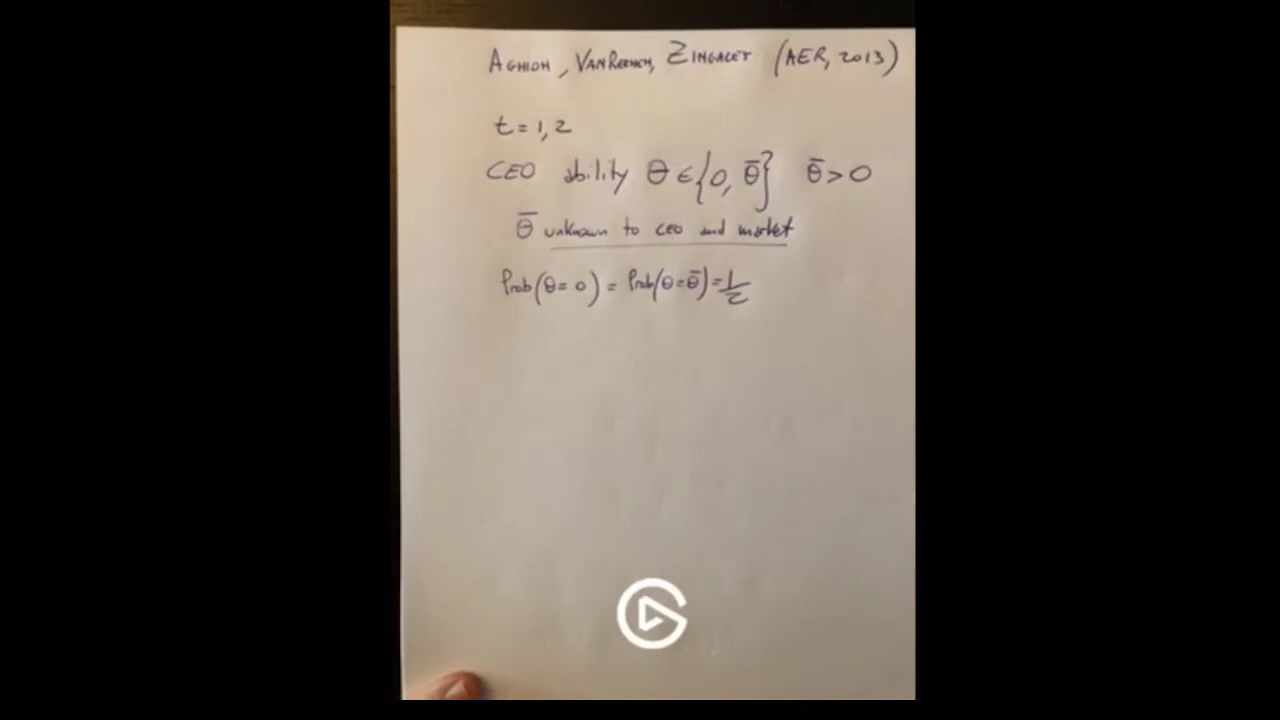 AGHION, VANREENEN, ZINGALES (AER, 2013)
t = 1, 2
CEO ability θ ∈ {0, θ̄} θ̄ > 0
θ̄ unknown to ceo and market
Prob(θ = 0) = Prob(θ = θ̄) = 1/2